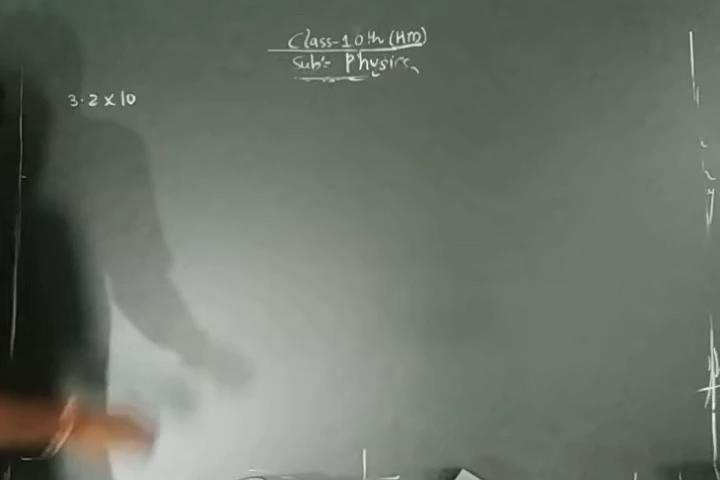 Class-10th (HM)
Sub:- Physics,
3.2 x 10